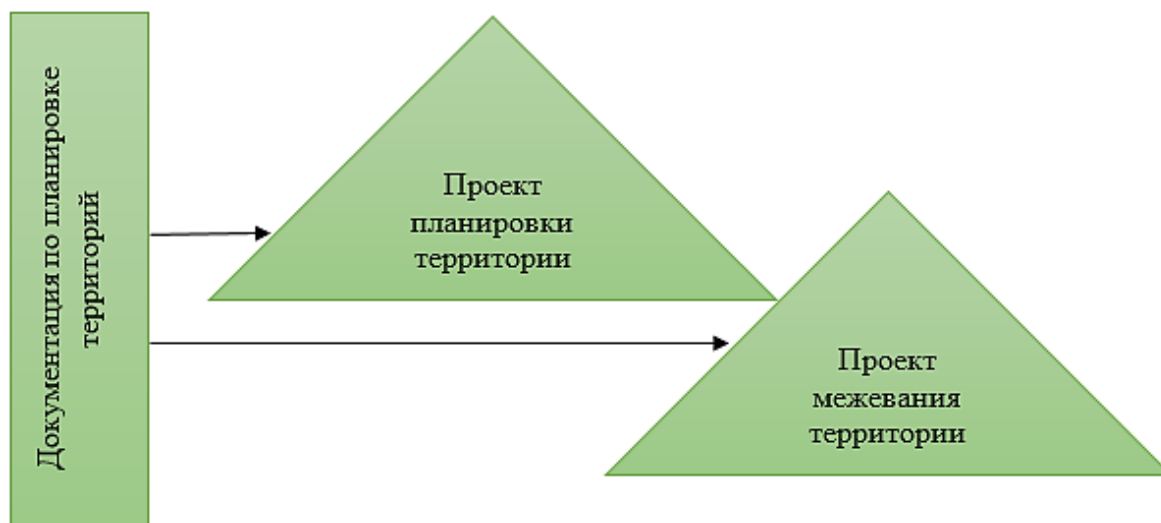 Документация по планировке
территорий
Проект
планировки
территории
Проект
межевания
территории